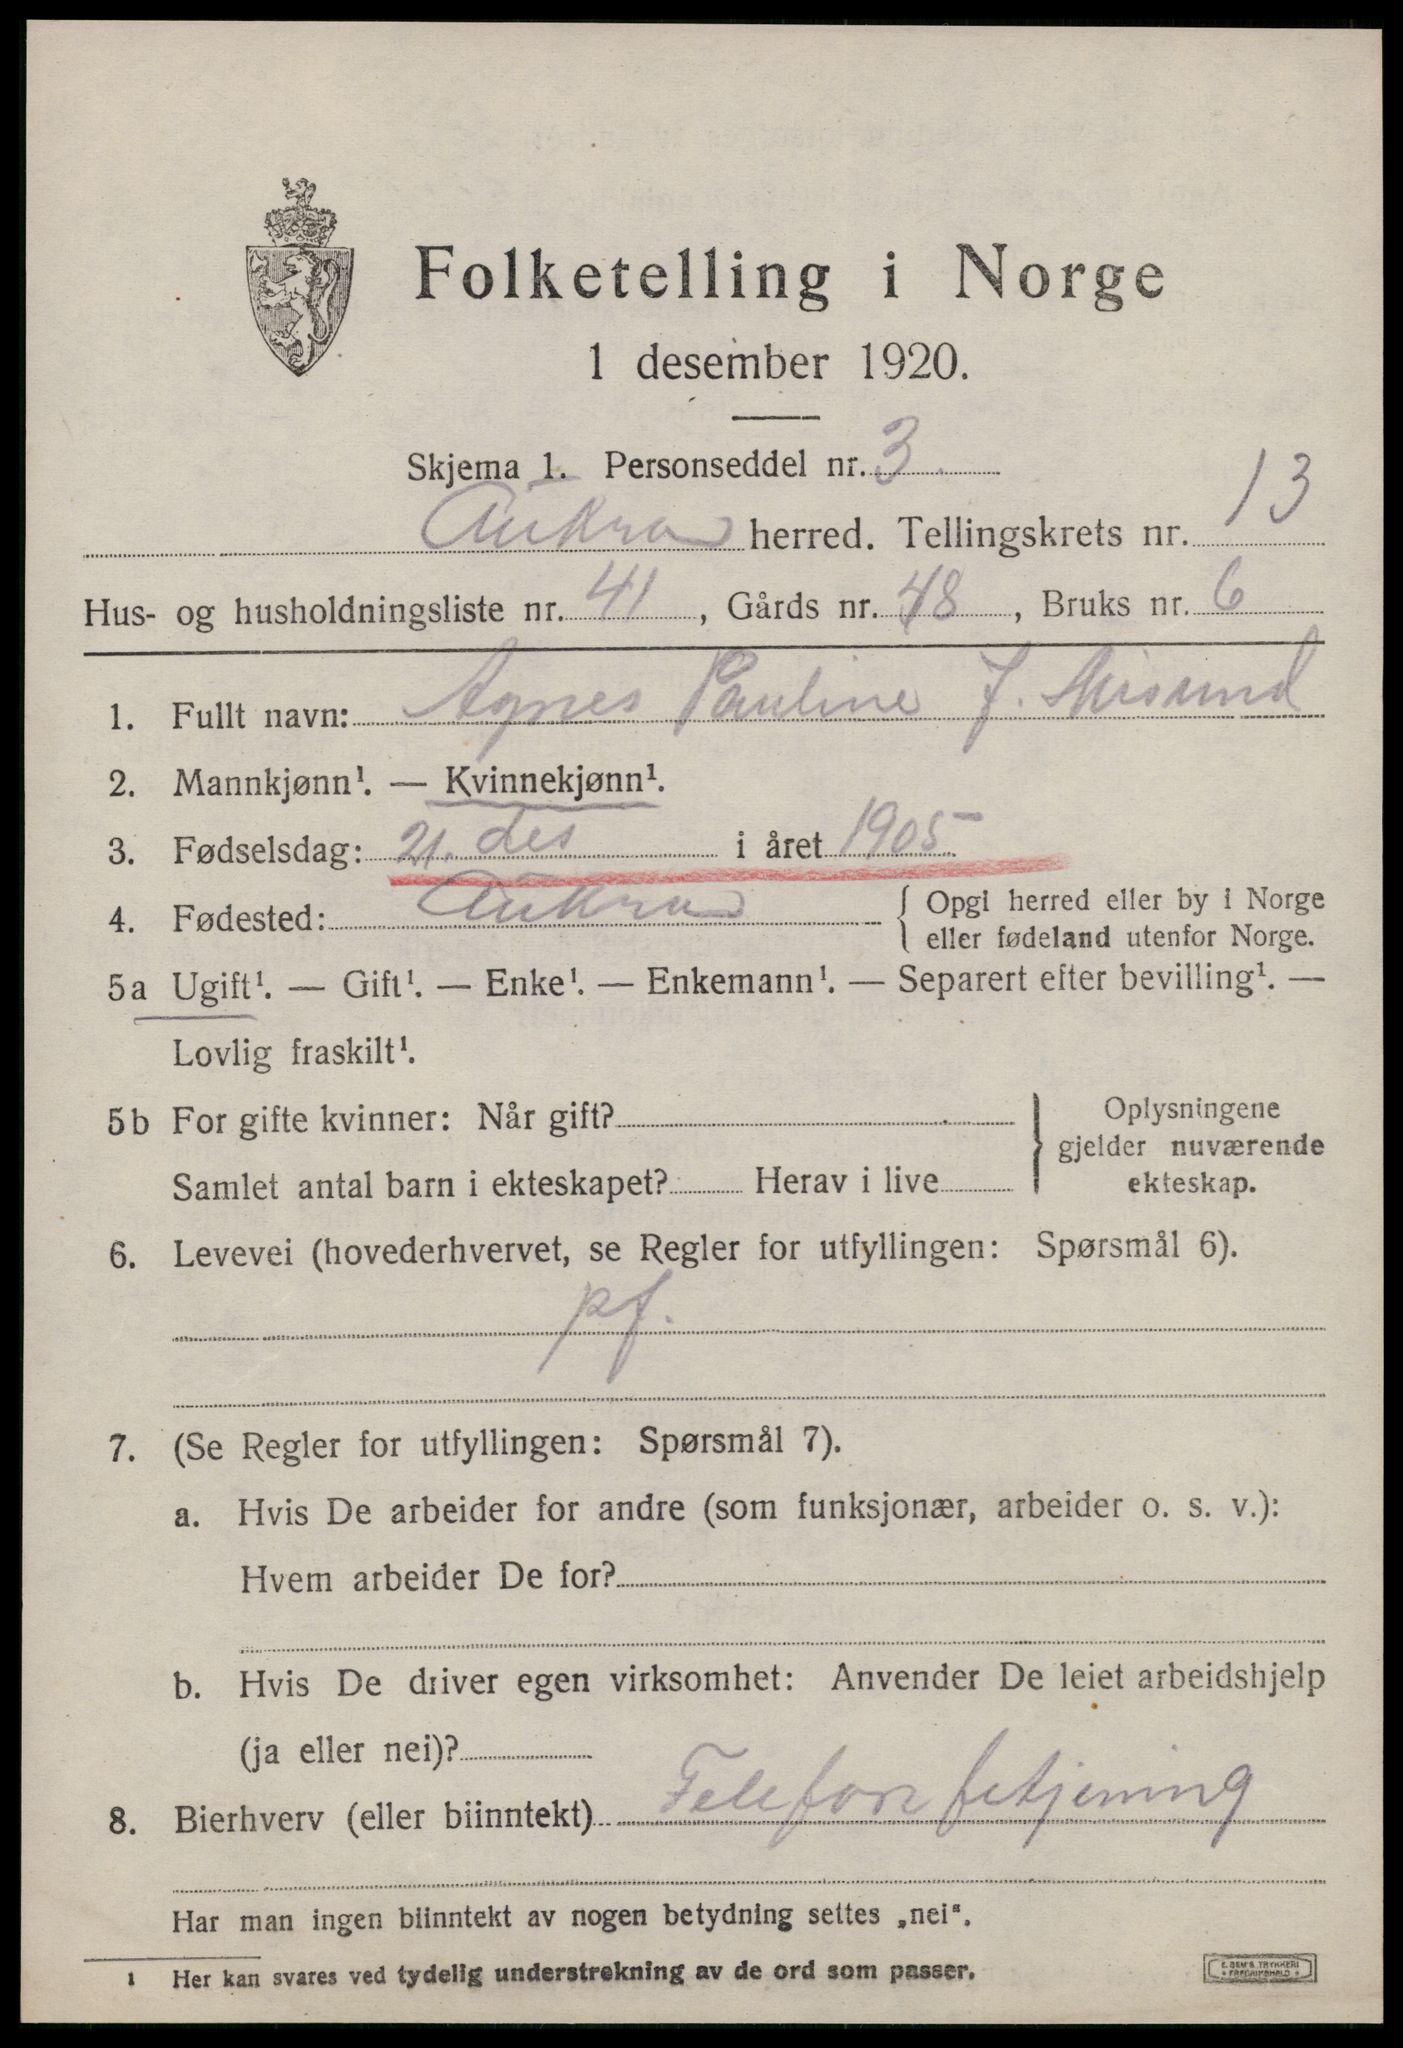 Folketelling i Norge
1 desember 1920.
Skjema 1. Personseddel nr. 3.
Aukra herred. Tellingskrets nr. 13
Hus- og husholdningsliste nr. 41, Gårds nr. 48, Bruks nr. 6
1. Fullt navn: Agnes Pauline J. Misund
2. Mannkjønn¹. — Kvinnekjønn¹.
3. Fødselsdag: 21. des i året 1905
4. Fødested: Aukra { Opgi herred eller by i Norge
eller fødeland utenfor Norge.
5a Ugift¹. — Gift¹. — Enke¹. — Enkemann¹. — Separert efter bevilling¹. —
Lovlig fraskilt¹.
5b For gifte kvinner: Når gift? } Oplysningene
gjelder nuværende
Samlet antal barn i ekteskapet? Herav i live ekteskap.
6. Levevei (hovederhvervet, se Regler for utfyllingen: Spørsmål 6).
pf.
7. (Se Regler for utfyllingen: Spørsmål 7).
a. Hvis De arbeider for andre (som funksjonær, arbeider o. s. v.):
Hvem arbeider De for?
b. Hvis De driver egen virksomhet: Anvender De leiet arbeidshjelp
(ja eller nei)?
8. Bierhverv (eller biinntekt) Telefon betjening
Har man ingen biinntekt av nogen betydning settes „nei“.
1 Her kan svares ved tydelig understrekning av de ord som passer.
E. SEM'S TRYKKERI
FREDRIKSHALD